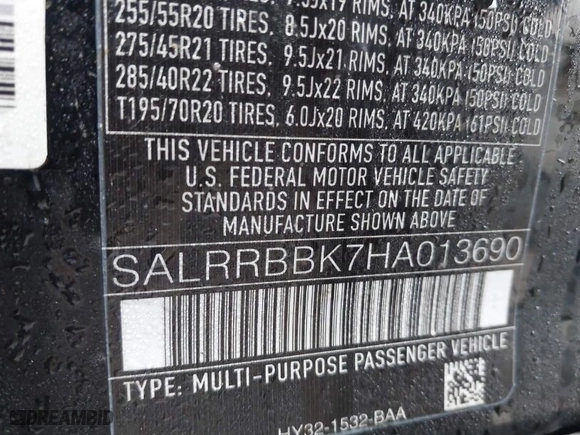 255/55R20 TIRES, 8.5Jx20 RIMS, AT 340KPA (50PSI) COLD
275/45R21 TIRES, 9.5Jx21 RIMS, AT 340KPA (50PSI) COLD
285/40R22 TIRES, 9.5Jx22 RIMS, AT 340KPA (50PSI) COLD
T195/70R20 TIRES, 6.0Jx20 RIMS, AT 420KPA (61PSI) COLD
THIS VEHICLE CONFORMS TO ALL APPLICABLE
U.S. FEDERAL MOTOR VEHICLE SAFETY
STANDARDS IN EFFECT ON THE DATE OF
MANUFACTURE SHOWN ABOVE
SALRRBBK7HA013690
TYPE: MULTI-PURPOSE PASSENGER VEHICLE
HY32-1532-BAA
DREAMBID